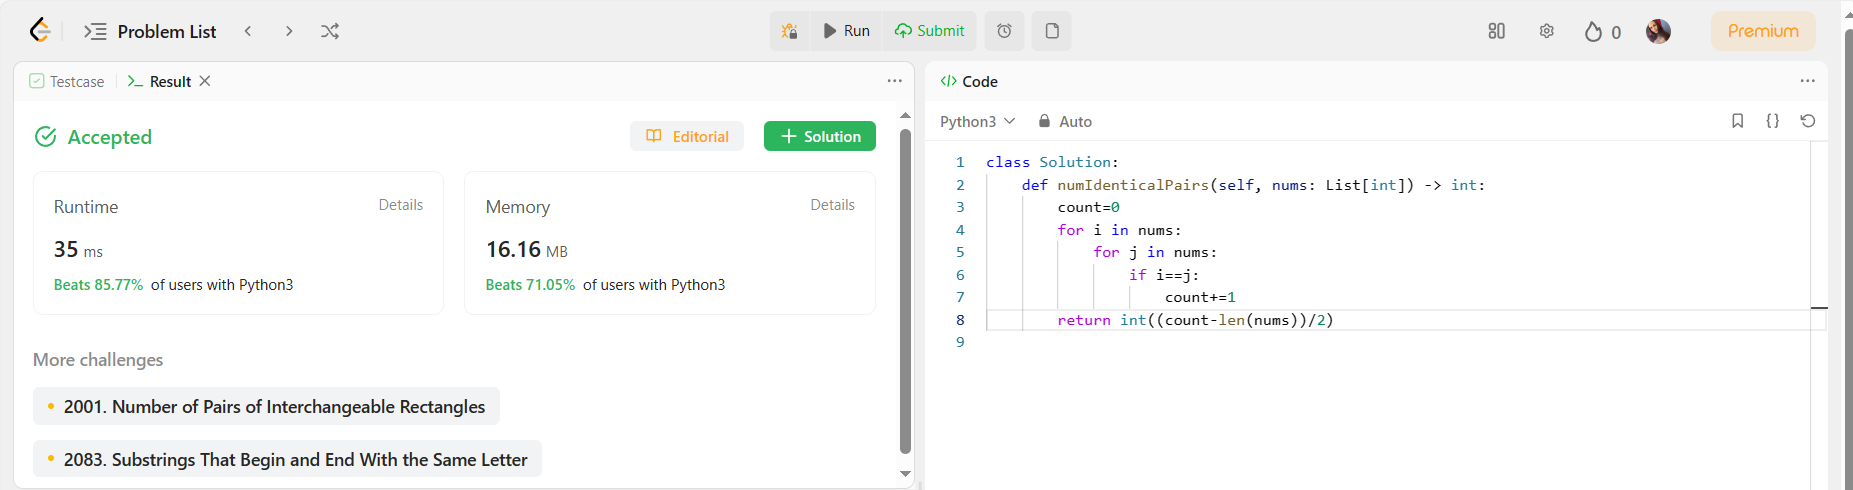 Problem List
Run
Submit
0
Premium
Testcase
Result
Accepted
Editorial
Solution
Runtime
Details
35 ms
Beats 85.77% of users with Python3
Memory
Details
16.16 MB
Beats 71.05% of users with Python3
More challenges
2001. Number of Pairs of Interchangeable Rectangles
2083. Substrings That Begin and End With the Same Letter
</> Code
Python3
Auto
{}
1 class Solution:
2 def numIdenticalPairs(self, nums: List[int]) -> int:
3 count=0
4 for i in nums:
5 for j in nums:
6 if i==j:
7 count+=1
8 return int((count-len(nums))/2)
9